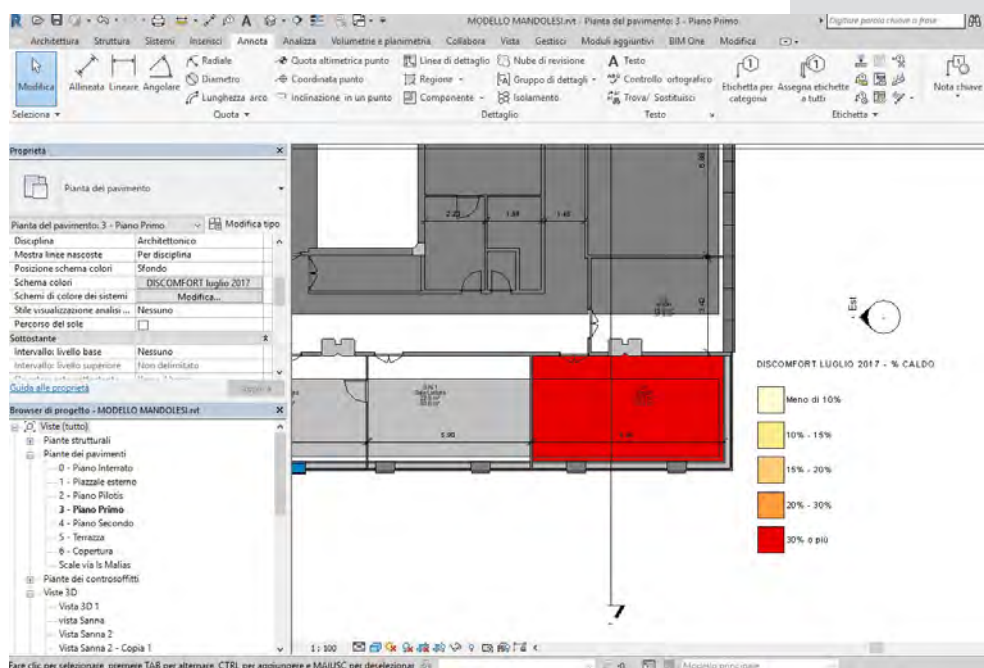 MODELLO MANDOLESI.rvt - Pianta del pavimento: 3 - Piano Primo
Digitare parola chiave o frase
Architettura Struttura Sistemi Inserisci Annota Analizza Volumetrie e planimetria Collabora Vista Gestisci Moduli aggiuntivi BIM One Modifica
Modifica
Allineata Lineare Angolare
Radiale
Diametro
Lunghezza arco
Quota altimetrica punto
Coordinata punto
Inclinazione in un punto
Linea di dettaglio
Regione
Componente
Nube di revisione
Gruppo di dettagli
Isolamento
A Testo
Controllo ortografico
Trova/ Sostituisci
Etichetta per categoria
Assegna etichette a tutti
Nota chiave
Seleziona
Quota
Dettaglio
Testo
Etichetta
Proprietà
Pianta del pavimento
Pianta del pavimento: 3 - Piano Primo
Modifica tipo
Disciplina Architettonico
Mostra linee nascoste Per disciplina
Posizione schema colori Sfondo
Schema colori DISCOMFORT luglio 2017
Schemi di colore dei sistemi Modifica...
Stile visualizzazione analisi ... Nessuno
Percorso del sole
Sottostante
Intervallo: livello base Nessuno
Intervallo: livello superiore Non delimitato
Guida alle proprietà
Browser di progetto - MODELLO MANDOLESI.rvt
Viste (tutto)
Piante strutturali
Piante dei pavimenti
0 - Piano Interrato
1 - Piazzale esterno
2 - Piano Pilotis
3 - Piano Primo
4 - Piano Secondo
5 - Terrazza
6 - Copertura
Scale via Is Malias
Piante dei controsoffitti
Viste 3D
Vista 3D 1
vista Sanna
Vista Sanna 2
Vista Sanna 2 - Copia 1
5.90
Est
DISCOMFORT LUGLIO 2017 - % CALDO
Meno di 10%
10% - 15%
15% - 20%
20% - 30%
30% o più
1 : 100
Fare clic per selezionare, premere TAB per alternare, CTRL per aggiungere e MAIUSC per deselezionar
Modello principale